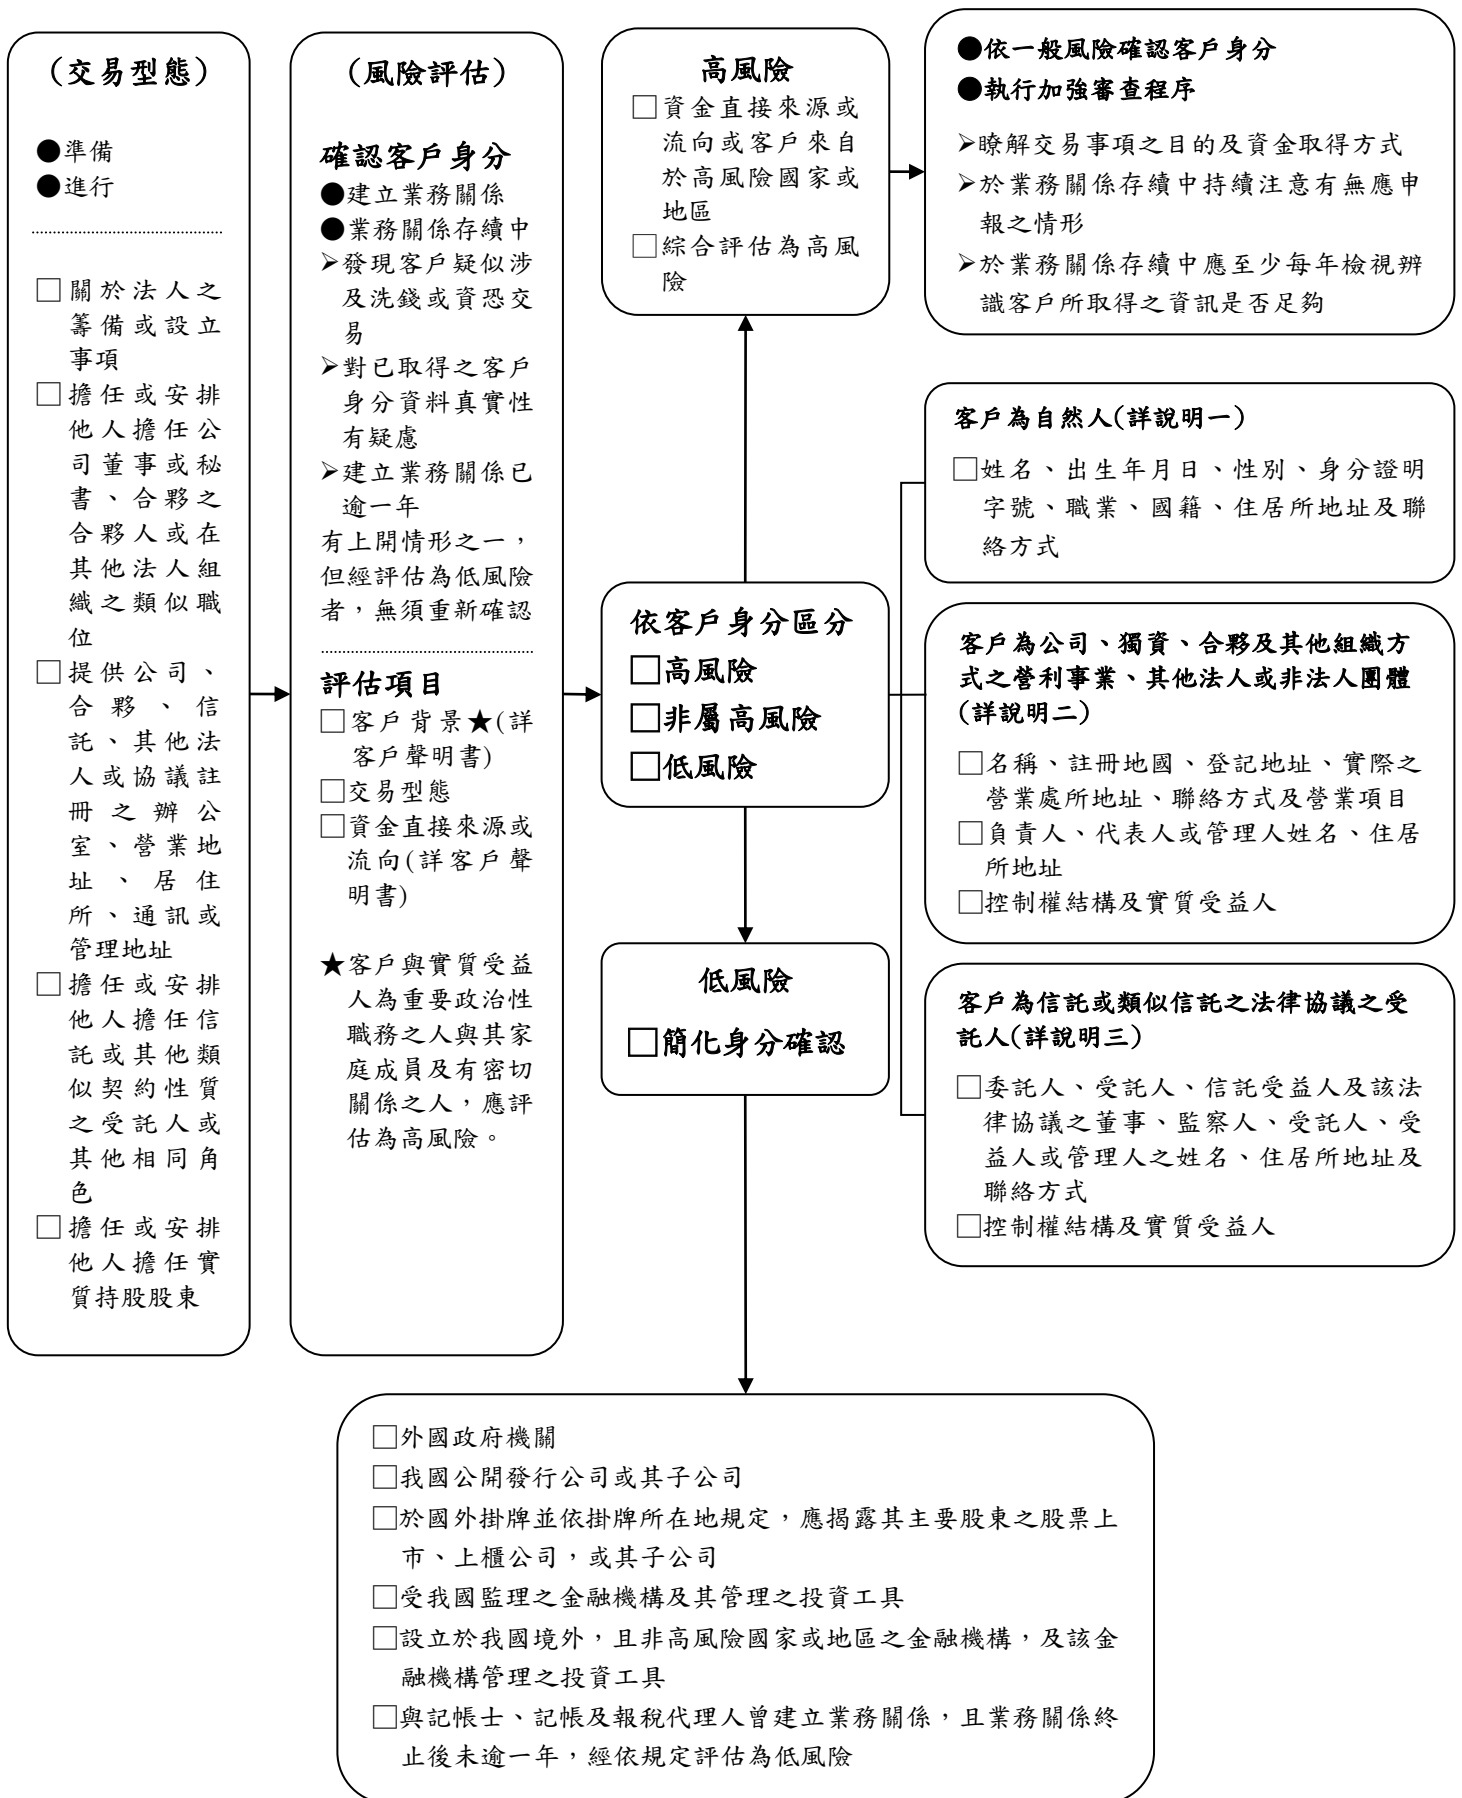 (交易型態)
●準備
●進行
□關於法人之
籌備或設立
事項
□擔任或安排
他人擔任公
司董事或秘
書、合夥之
合夥人或在
其他法人組
織之類似職
位
□提供公司、
合夥、信
託、其他法
人或協議註
冊之辦公
室、營業地
址、居住
所、通訊或
管理地址
□擔任或安排
他人擔任信
託或其他類
似契約性質
之受託人或
其他相同角
色
□擔任或安排
他人擔任實
質持股股東
(風險評估)
確認客戶身分
●建立業務關係
●業務關係存續中
➢發現客戶疑似涉
及洗錢或資恐交
易
➢對已取得之客戶
身分資料真實性
有疑慮
➢建立業務關係已
逾一年
有上開情形之一，
但經評估為低風險
者，無須重新確認
評估項目
□客戶背景★(詳
客戶聲明書)
□交易型態
□資金直接來源或
流向(詳客戶聲
明書)
★客戶與實質受益
人為重要政治性
職務之人與其家
庭成員及有密切
關係之人，應評
估為高風險。
高風險
□資金直接來源或
流向或客戶來自
於高風險國家或
地區
□綜合評估為高風
險
依客戶身分區分
□高風險
□非屬高風險
□低風險
低風險
□簡化身分確認
●依一般風險確認客戶身分
●執行加強審查程序
➢瞭解交易事項之目的及資金取得方式
➢於業務關係存續中持續注意有無應申
報之情形
➢於業務關係存續中應至少每年檢視辨
識客戶所取得之資訊是否足夠
客戶為自然人(詳說明一)
□姓名、出生年月日、性別、身分證明
字號、職業、國籍、住居所地址及聯
絡方式
客戶為公司、獨資、合夥及其他組織方
式之營利事業、其他法人或非法人團體
(詳說明二)
□名稱、註冊地國、登記地址、實際之
營業處所地址、聯絡方式及營業項目
□負責人、代表人或管理人姓名、住居
所地址
□控制權結構及實質受益人
客戶為信託或類似信託之法律協議之受
託人(詳說明三)
□委託人、受託人、信託受益人及該法
律協議之董事、監察人、受託人、受
益人或管理人之姓名、住居所地址及
聯絡方式
□控制權結構及實質受益人
□外國政府機關
□我國公開發行公司或其子公司
□於國外掛牌並依掛牌所在地規定，應揭露其主要股東之股票上
市、上櫃公司，或其子公司
□受我國監理之金融機構及其管理之投資工具
□設立於我國境外，且非高風險國家或地區之金融機構，及該金
融機構管理之投資工具
□與記帳士、記帳及報稅代理人曾建立業務關係，且業務關係終
止後未逾一年，經依規定評估為低風險